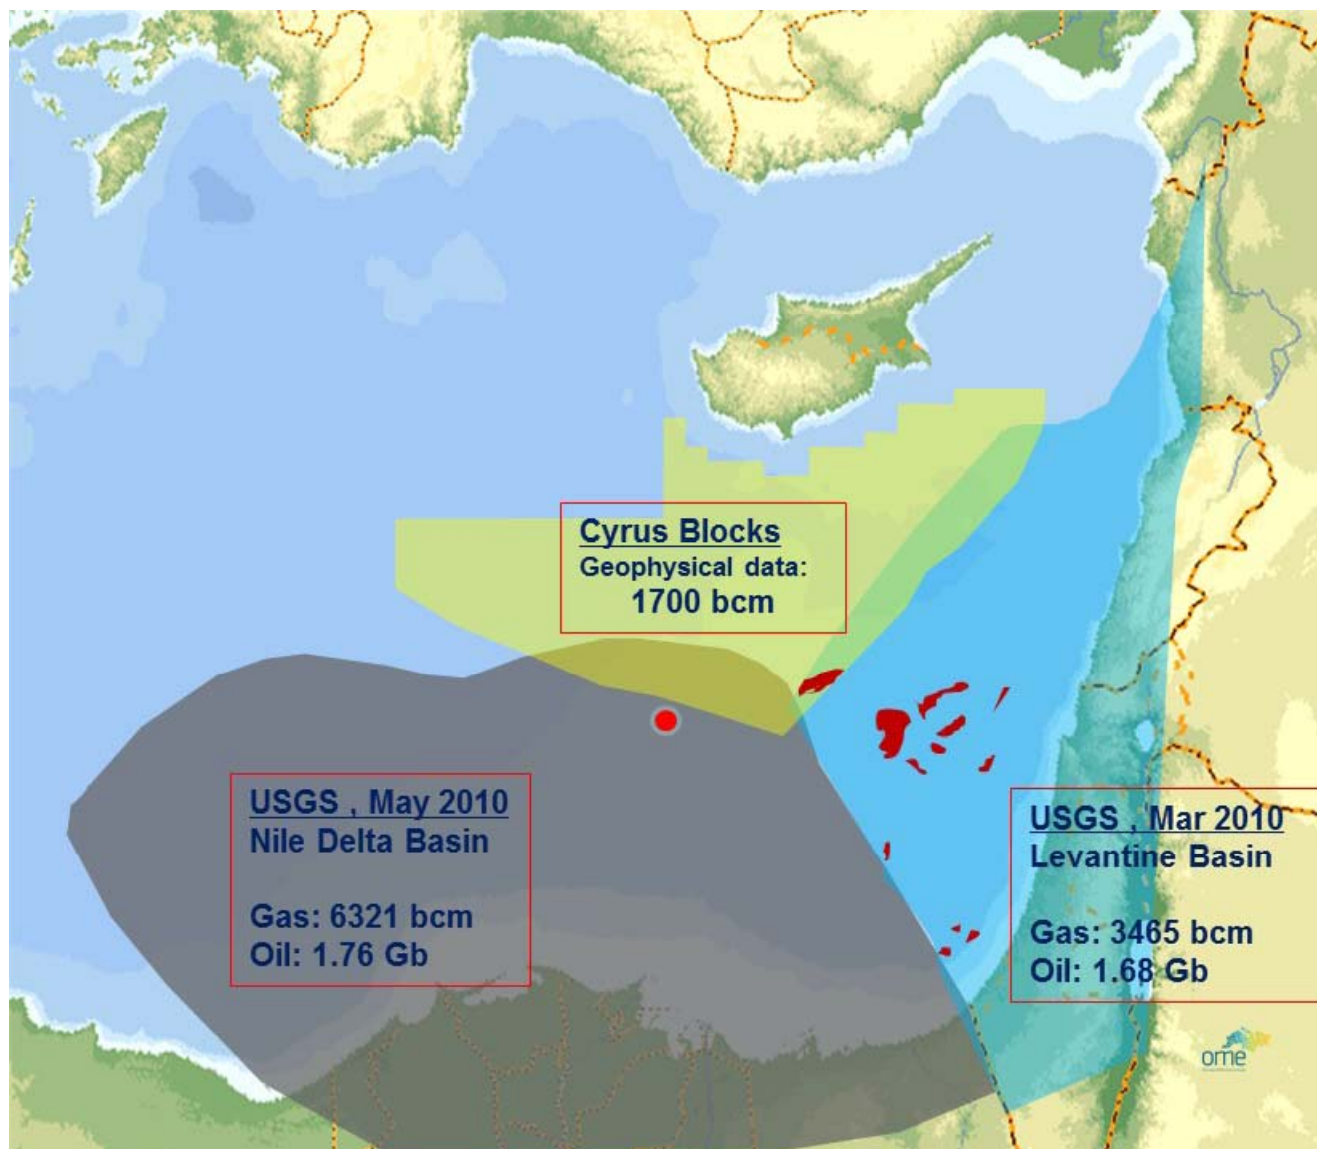 Cyrus Blocks
Geophysical data:
1700 bcm
USGS , May 2010
Nile Delta Basin
Gas: 6321 bcm
Oil: 1.76 Gb
USGS , Mar 2010
Levantine Basin
Gas: 3465 bcm
Oil: 1.68 Gb
ome